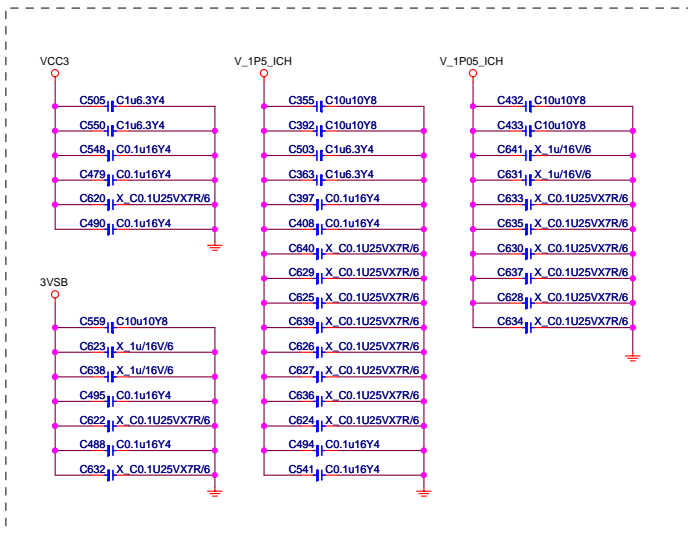 VCC3
C505 C1u6.3Y4
C550 C1u6.3Y4
C548 C0.1u16Y4
C479 C0.1u16Y4
C620 X_C0.1U25VX7R/6
C490 C0.1u16Y4
3VSB
C559 C10u10Y8
C623 X_1u/16V/6
C638 X_1u/16V/6
C495 C0.1u16Y4
C622 X_C0.1U25VX7R/6
C488 C0.1u16Y4
C632 X_C0.1U25VX7R/6
V_1P5_ICH
C355 C10u10Y8
C392 C10u10Y8
C503 C1u6.3Y4
C363 C1u6.3Y4
C397 C0.1u16Y4
C408 C0.1u16Y4
C640 X_C0.1U25VX7R/6
C629 X_C0.1U25VX7R/6
C625 X_C0.1U25VX7R/6
C639 X_C0.1U25VX7R/6
C626 X_C0.1U25VX7R/6
C627 X_C0.1U25VX7R/6
C636 X_C0.1U25VX7R/6
C624 X_C0.1U25VX7R/6
C494 C0.1u16Y4
C541 C0.1u16Y4
V_1P05_ICH
C432 C10u10Y8
C433 C10u10Y8
C641 X_1u/16V/6
C631 X_1u/16V/6
C633 X_C0.1U25VX7R/6
C635 X_C0.1U25VX7R/6
C630 X_C0.1U25VX7R/6
C637 X_C0.1U25VX7R/6
C628 X_C0.1U25VX7R/6
C634 X_C0.1U25VX7R/6